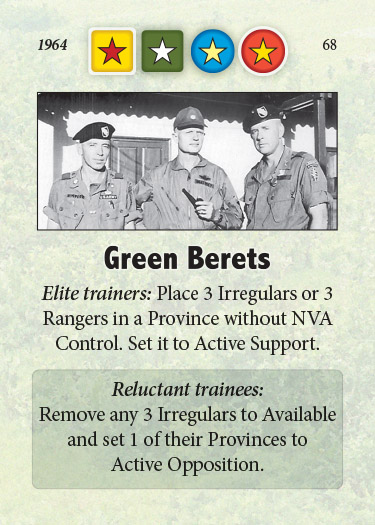 1964 68
Green Berets
Elite trainers: Place 3 Irregulars or 3
Rangers in a Province without NVA
Control. Set it to Active Support.
Reluctant trainees:
Remove any 3 Irregulars to Available
and set 1 of their Provinces to
Active Opposition.